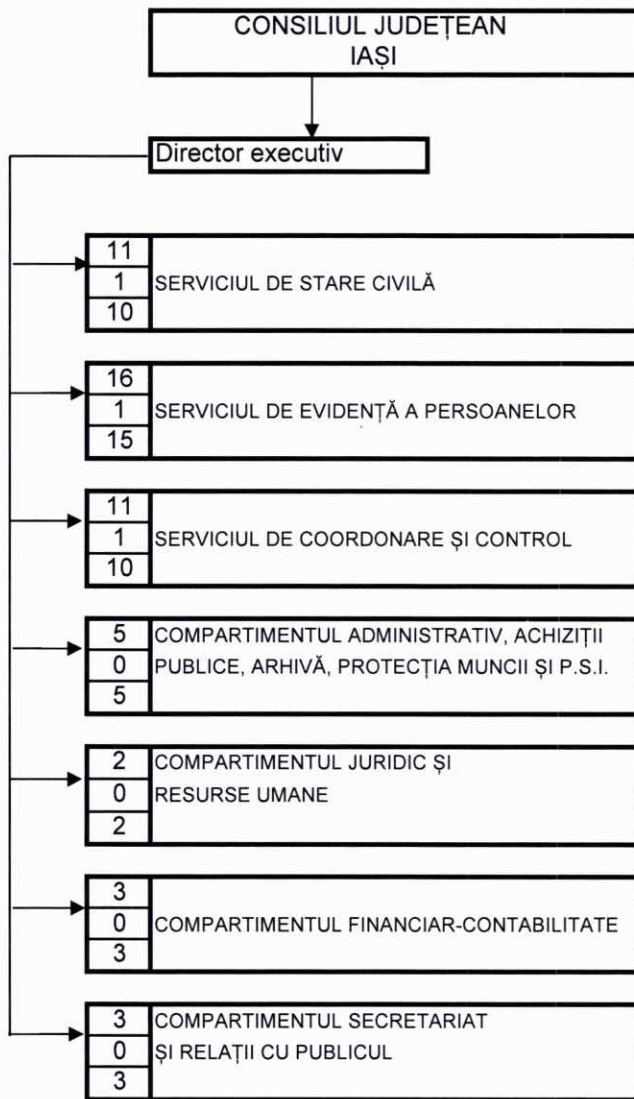 CONSILIUL JUDEȚEAN
IAȘI
Director executiv
11
1
10
SERVICIUL DE STARE CIVILĂ
16
1
15
SERVICIUL DE EVIDENȚĂ A PERSOANELOR
11
1
10
SERVICIUL DE COORDONARE ȘI CONTROL
5
0
5
COMPARTIMENTUL ADMINISTRATIV, ACHIZIȚII
PUBLICE, ARHIVĂ, PROTECȚIA MUNCII ȘI P.S.I.
2
0
2
COMPARTIMENTUL JURIDIC ȘI
RESURSE UMANE
3
0
3
COMPARTIMENTUL FINANCIAR-CONTABILITATE
3
0
3
COMPARTIMENTUL SECRETARIAT
ȘI RELAȚII CU PUBLICUL